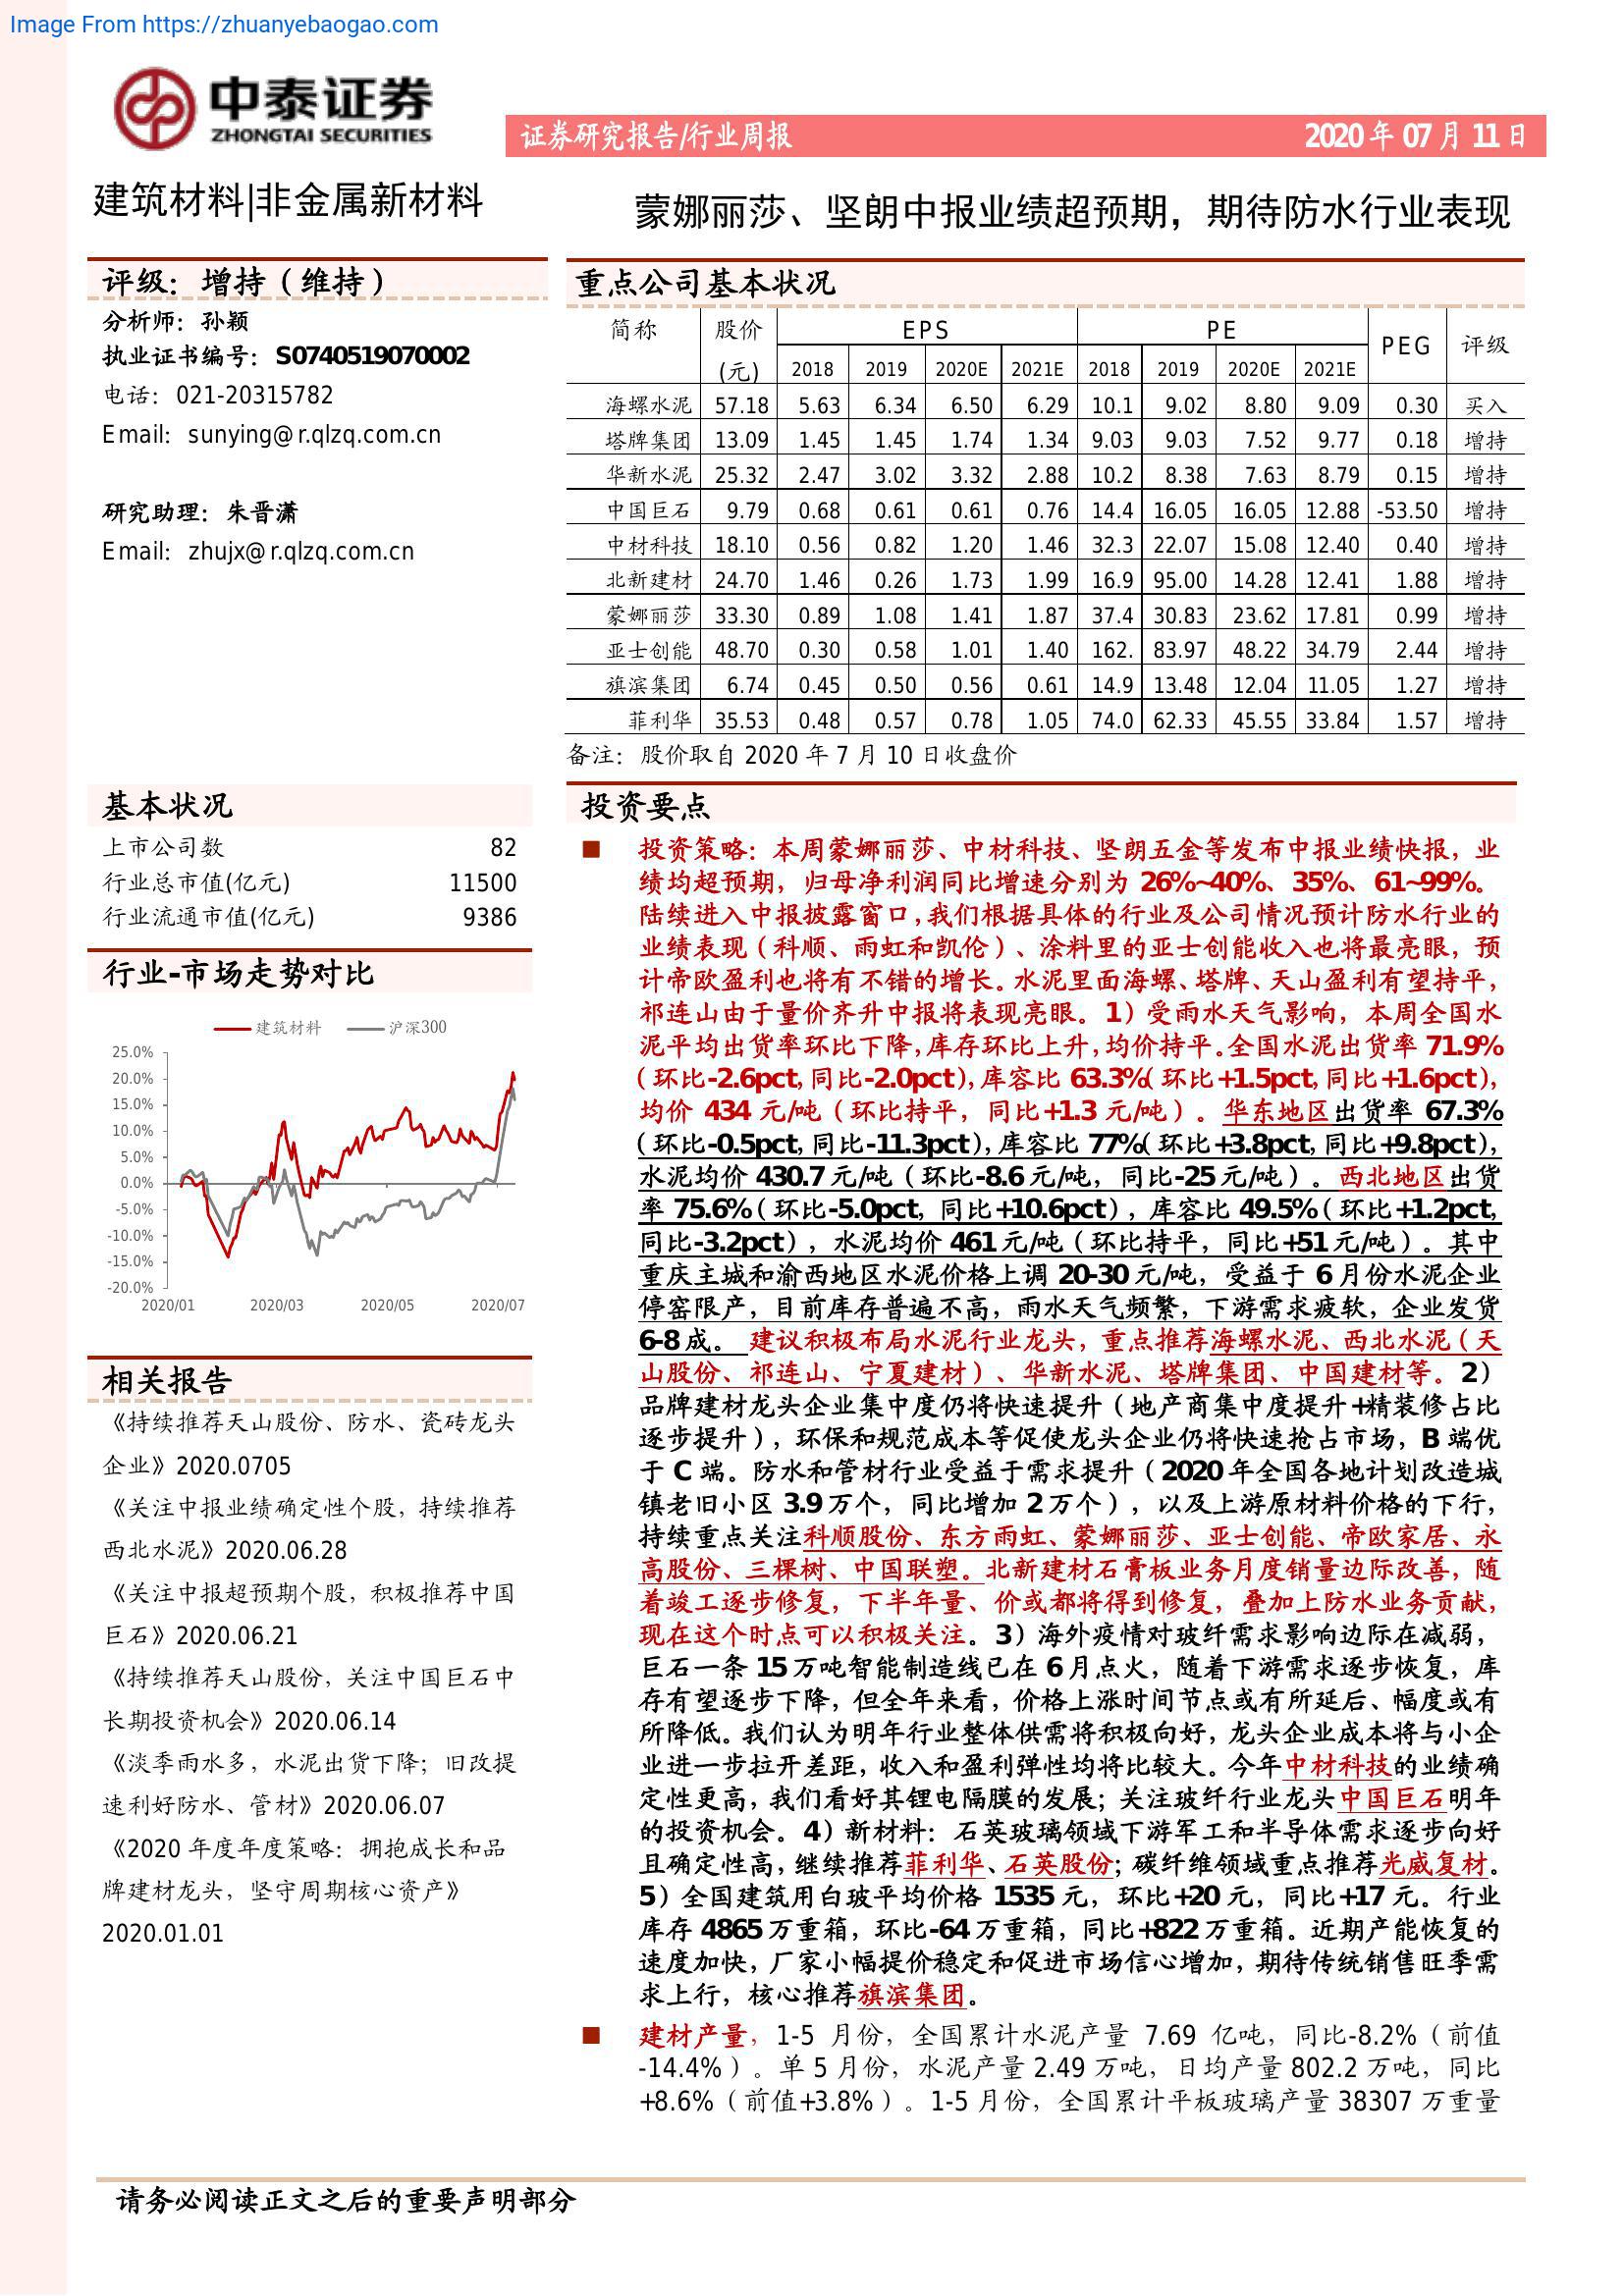 Image From https://zhuanyebaogao.com
中泰证券
ZHONGTAI SECURITIES
证券研究报告/行业周报 2020 年 07 月 11 日
建筑材料|非金属新材料
蒙娜丽莎、坚朗中报业绩超预期，期待防水行业表现
评级：增持（维持）
分析师：孙颖
执业证书编号：S0740519070002
电话：021-20315782
Email：sunying@r.qlzq.com.cn
研究助理：朱晋潇
Email：zhujx@r.qlzq.com.cn
基本状况
上市公司数 82
行业总市值(亿元) 11500
行业流通市值(亿元) 9386
行业-市场走势对比
建筑材料 沪深300
25.0%
20.0%
15.0%
10.0%
5.0%
0.0%
-5.0%
-10.0%
-15.0%
-20.0%
2020/01 2020/03 2020/05 2020/07
相关报告
《持续推荐天山股份、防水、瓷砖龙头
企业》2020.0705
《关注中报业绩确定性个股，持续推荐
西北水泥》2020.06.28
《关注中报超预期个股，积极推荐中国
巨石》2020.06.21
《持续推荐天山股份，关注中国巨石中
长期投资机会》2020.06.14
《淡季雨水多，水泥出货下降；旧改提
速利好防水、管材》2020.06.07
《2020 年度年度策略：拥抱成长和品
牌建材龙头，坚守周期核心资产》
2020.01.01
重点公司基本状况
简称 股价 EPS PE PEG 评级
(元) 2018 2019 2020E 2021E 2018 2019 2020E 2021E
海螺水泥 57.18 5.63 6.34 6.50 6.29 10.1 9.02 8.80 9.09 0.30 买入
塔牌集团 13.09 1.45 1.45 1.74 1.34 9.03 9.03 7.52 9.77 0.18 增持
华新水泥 25.32 2.47 3.02 3.32 2.88 10.2 8.38 7.63 8.79 0.15 增持
中国巨石 9.79 0.68 0.61 0.61 0.76 14.4 16.05 16.05 12.88 -53.50 增持
中材科技 18.10 0.56 0.82 1.20 1.46 32.3 22.07 15.08 12.40 0.40 增持
北新建材 24.70 1.46 0.26 1.73 1.99 16.9 95.00 14.28 12.41 1.88 增持
蒙娜丽莎 33.30 0.89 1.08 1.41 1.87 37.4 30.83 23.62 17.81 0.99 增持
亚士创能 48.70 0.30 0.58 1.01 1.40 162. 83.97 48.22 34.79 2.44 增持
旗滨集团 6.74 0.45 0.50 0.56 0.61 14.9 13.48 12.04 11.05 1.27 增持
菲利华 35.53 0.48 0.57 0.78 1.05 74.0 62.33 45.55 33.84 1.57 增持
备注：股价取自 2020 年 7 月 10 日收盘价
投资要点
■ 投资策略：本周蒙娜丽莎、中材科技、坚朗五金等发布中报业绩快报，业
绩均超预期，归母净利润同比增速分别为 26%~40%、35%、61~99%。
陆续进入中报披露窗口，我们根据具体的行业及公司情况预计防水行业的
业绩表现（科顺、雨虹和凯伦）、涂料里的亚士创能收入也将最亮眼，预
计帝欧盈利也将有不错的增长。水泥里面海螺、塔牌、天山盈利有望持平，
祁连山由于量价齐升中报将表现亮眼。1）受雨水天气影响，本周全国水
泥平均出货率环比下降，库存环比上升，均价持平。全国水泥出货率 71.9%
（环比-2.6pct，同比-2.0pct），库容比 63.3%（环比+1.5pct，同比+1.6pct），
均价 434 元/吨（环比持平，同比+1.3 元/吨）。华东地区出货率 67.3%
（环比-0.5pct，同比-11.3pct），库容比 77%（环比+3.8pct，同比+9.8pct），
水泥均价 430.7 元/吨（环比-8.6 元/吨，同比-25 元/吨）。西北地区出货
率 75.6%（环比-5.0pct，同比+10.6pct），库容比 49.5%（环比+1.2pct，
同比-3.2pct），水泥均价 461 元/吨（环比持平，同比+51 元/吨）。其中
重庆主城和渝西地区水泥价格上调 20-30 元/吨，受益于 6 月份水泥企业
停窑限产，目前库存普遍不高，雨水天气频繁，下游需求疲软，企业发货
6-8 成。 建议积极布局水泥行业龙头，重点推荐海螺水泥、西北水泥（天
山股份、祁连山、宁夏建材）、华新水泥、塔牌集团、中国建材等。2）
品牌建材龙头企业集中度仍将快速提升（地产商集中度提升+精装修占比
逐步提升），环保和规范成本等促使龙头企业仍将快速抢占市场，B 端优
于 C 端。防水和管材行业受益于需求提升（2020 年全国各地计划改造城
镇老旧小区 3.9 万个，同比增加 2 万个），以及上游原材料价格的下行，
持续重点关注科顺股份、东方雨虹、蒙娜丽莎、亚士创能、帝欧家居、永
高股份、三棵树、中国联塑。北新建材石膏板业务月度销量边际改善，随
着竣工逐步修复，下半年量、价或都将得到修复，叠加上防水业务贡献，
现在这个时点可以积极关注。3）海外疫情对玻纤需求影响边际在减弱，
巨石一条 15 万吨智能制造线已在 6 月点火，随着下游需求逐步恢复，库
存有望逐步下降，但全年来看，价格上涨时间节点或有所延后、幅度或有
所降低。我们认为明年行业整体供需将积极向好，龙头企业成本将与小企
业进一步拉开差距，收入和盈利弹性均将比较大。今年中材科技的业绩确
定性更高，我们看好其锂电隔膜的发展；关注玻纤行业龙头中国巨石明年
的投资机会。4）新材料：石英玻璃领域下游军工和半导体需求逐步向好
且确定性高，继续推荐菲利华、石英股份；碳纤维领域重点推荐光威复材。
5）全国建筑用白玻平均价格 1535 元，环比+20 元，同比+17 元。行业
库存 4865 万重箱，环比-64 万重箱，同比+822 万重箱。近期产能恢复的
速度加快，厂家小幅提价稳定和促进市场信心增加，期待传统销售旺季需
求上行，核心推荐旗滨集团。
■ 建材产量，1-5 月份，全国累计水泥产量 7.69 亿吨，同比-8.2%（前值
-14.4%）。单 5 月份，水泥产量 2.49 万吨，日均产量 802.2 万吨，同比
+8.6%（前值+3.8%）。1-5 月份，全国累计平板玻璃产量 38307 万重量
请务必阅读正文之后的重要声明部分